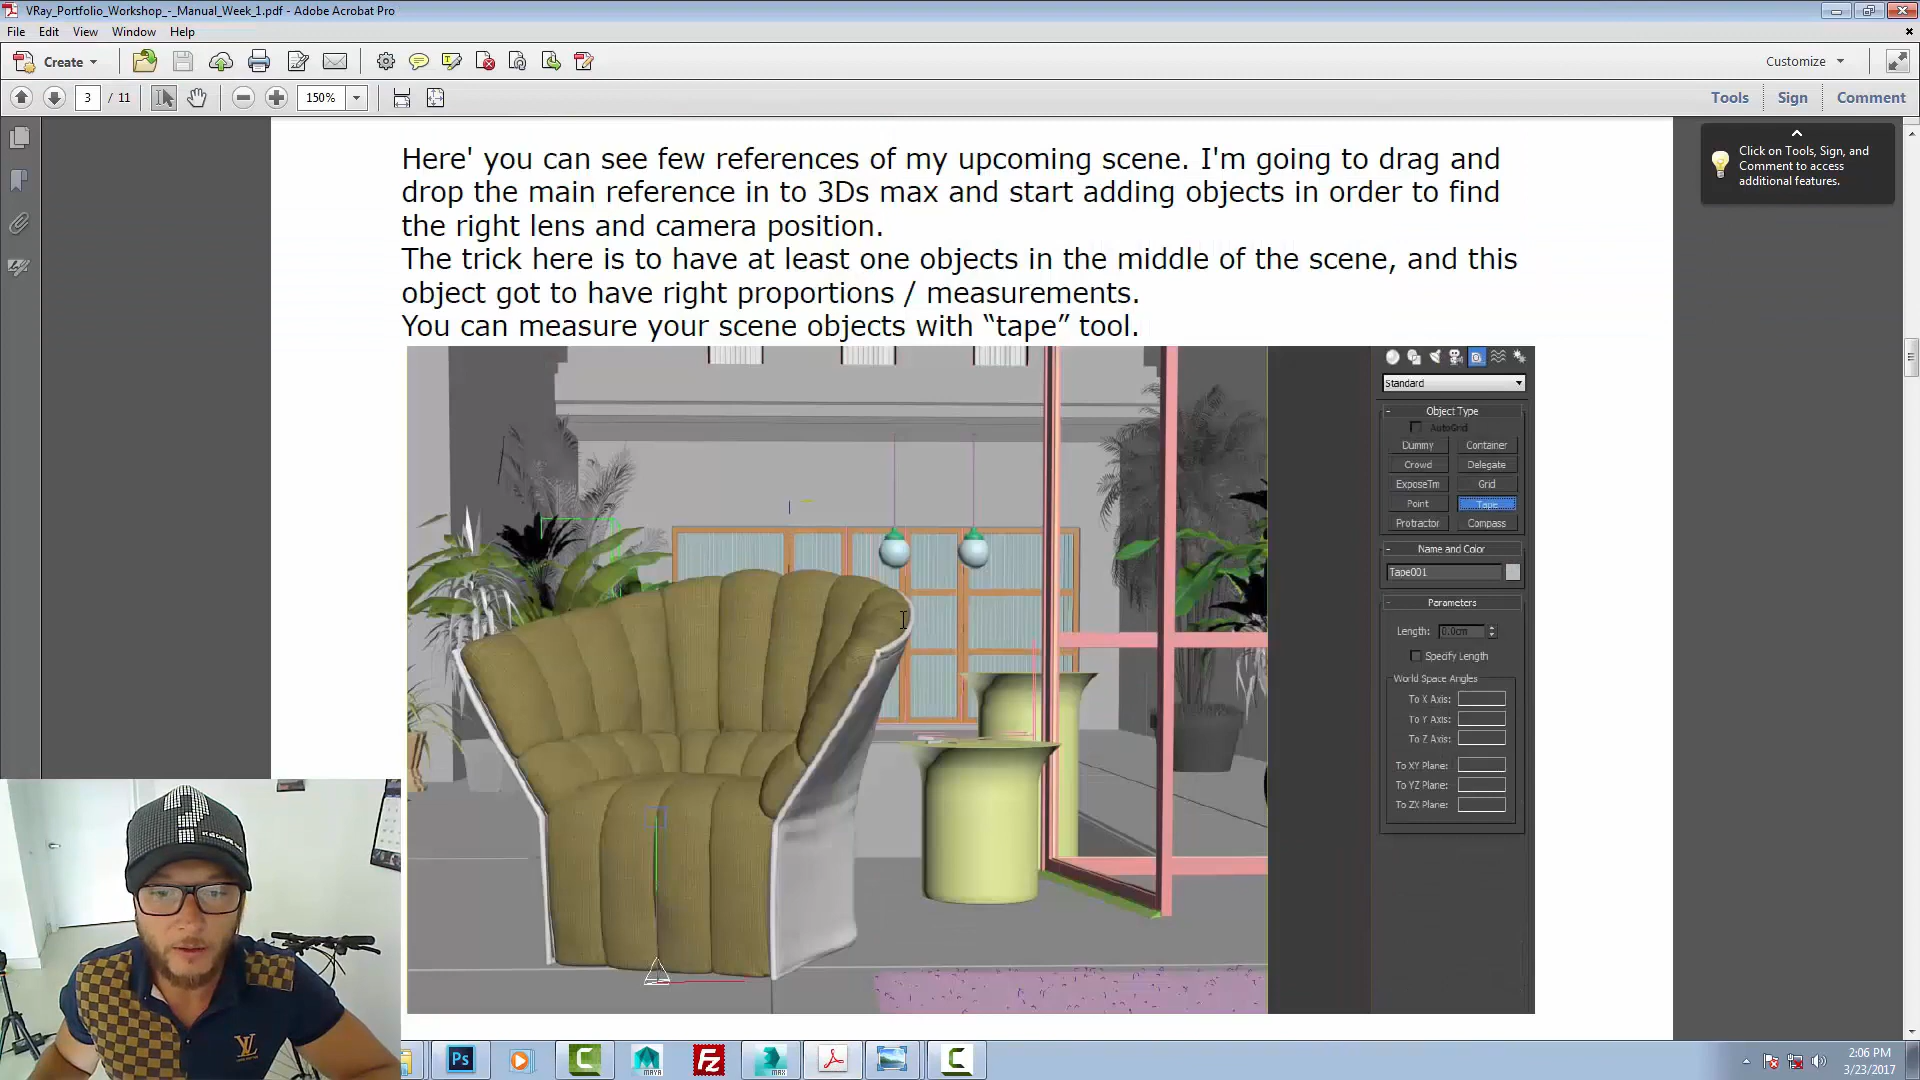 VRay_Portfolio_Workshop_-_Manual_Week_1.pdf - Adobe Acrobat Pro
File Edit View Window Help
Create
Customize
3 / 11
150%
Tools Sign Comment
Click on Tools, Sign, and
Comment to access
additional features.
Here' you can see few references of my upcoming scene. I'm going to drag and
drop the main reference in to 3Ds max and start adding objects in order to find
the right lens and camera position.
The trick here is to have at least one objects in the middle of the scene, and this
object got to have right proportions / measurements.
You can measure your scene objects with “tape” tool.
Standard
- Object Type
AutoGrid
Dummy Container
Crowd Delegate
ExposeTm Grid
Point Tape
Protractor Compass
- Name and Color
Tape001
- Parameters
Length: 0.0cm
Specify Length
World Space Angles
To X Axis:
To Y Axis:
To Z Axis:
To XY Plane:
To YZ Plane:
To ZX Plane:
Ps
C
MAYA
Fz
MAX
C
2:06 PM
3/23/2017
LV